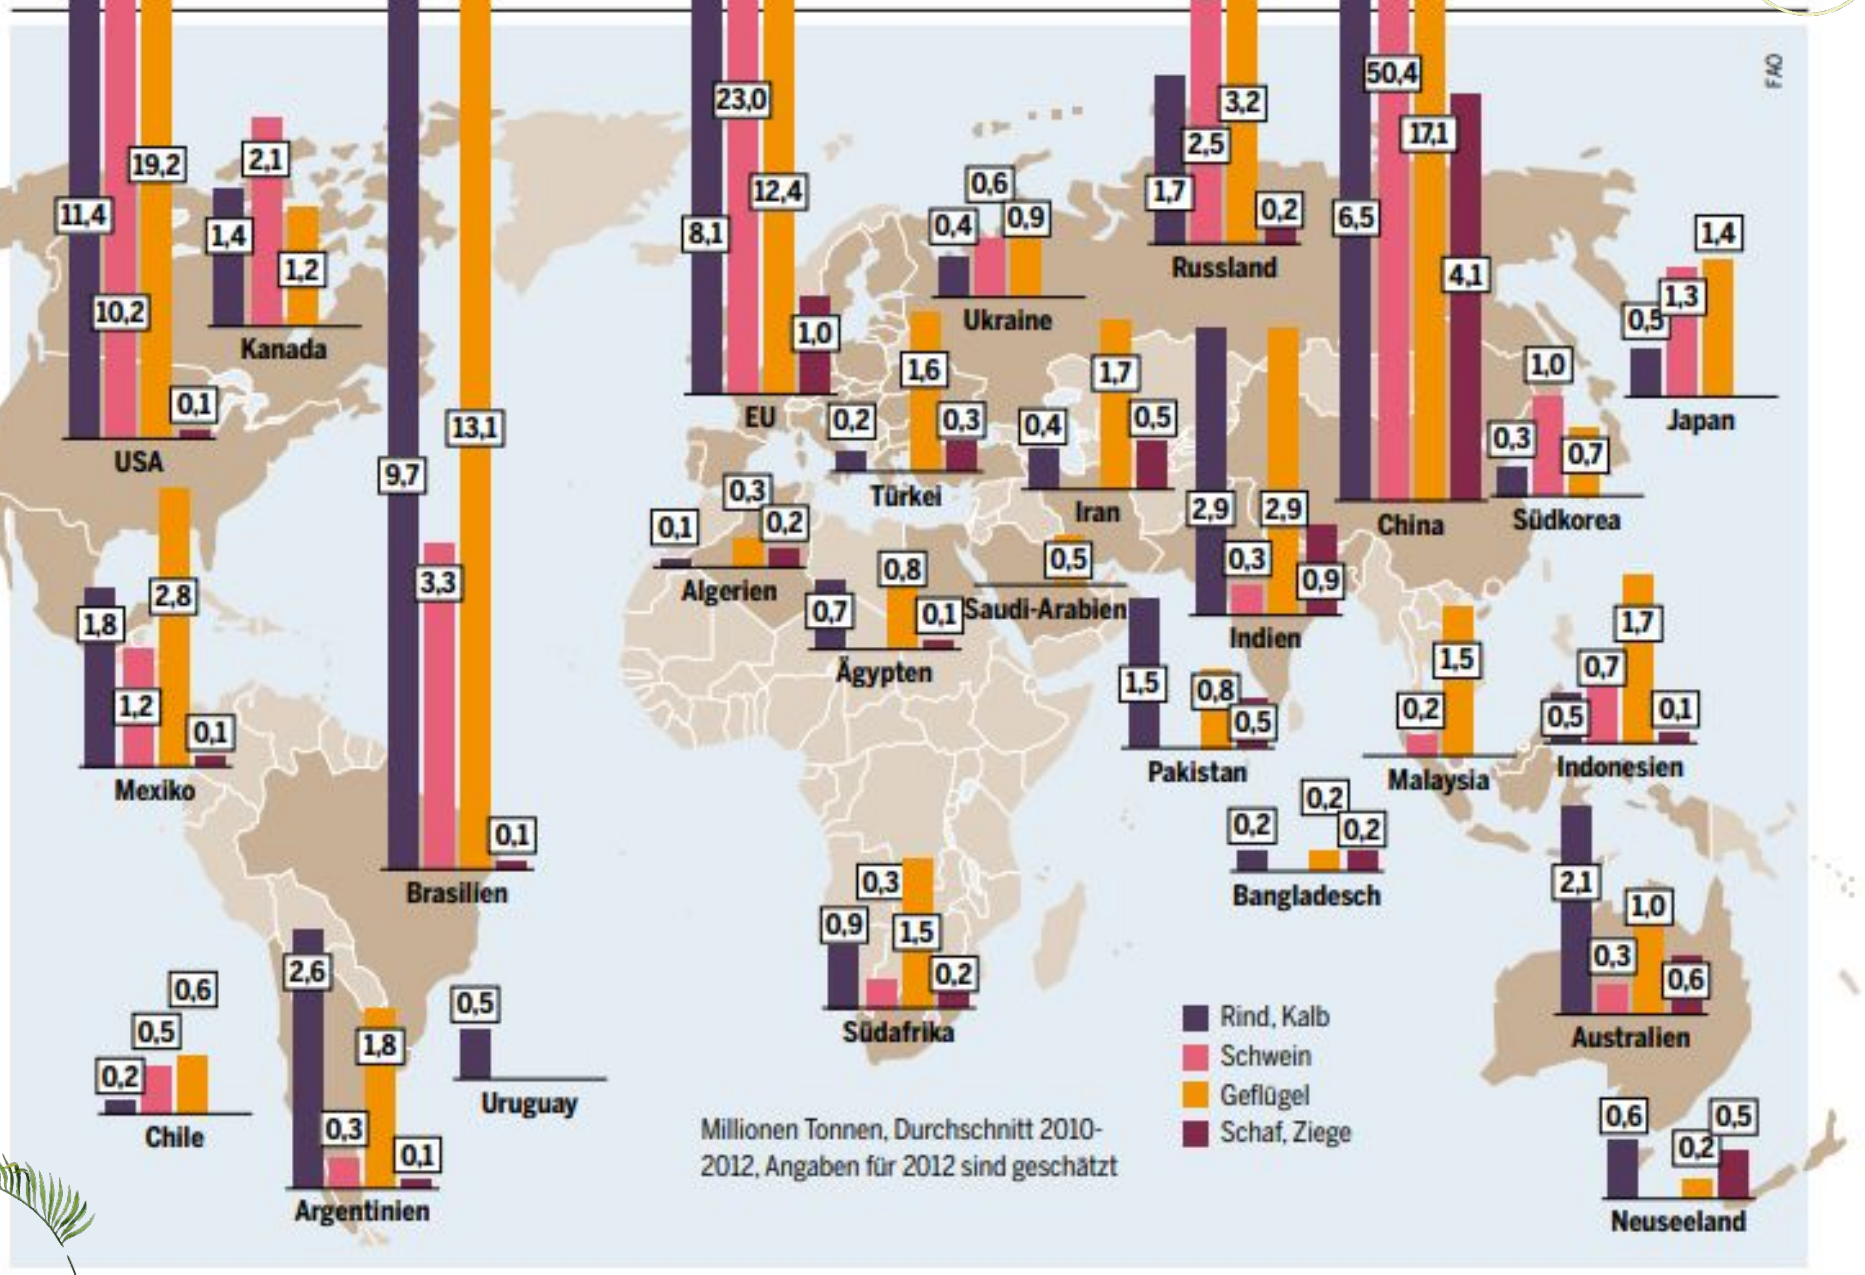 FAO
11,4
10,2
19,2
0,1
USA
1,4
2,1
1,2
Kanada
1,8
1,2
2,8
0,1
Mexiko
9,7
3,3
13,1
0,1
Brasilien
0,2
0,5
0,6
Chile
2,6
0,3
1,8
0,1
Argentinien
0,5
Uruguay
8,1
23,0
12,4
1,0
EU
0,4
0,6
0,9
Ukraine
1,7
2,5
3,2
0,2
Russland
0,2
1,6
0,3
Türkei
0,4
1,7
0,5
Iran
0,1
0,3
0,2
Algerien
0,7
0,8
0,1
Ägypten
0,5
Saudi-Arabien
0,9
0,3
1,5
0,2
Südafrika
2,9
0,3
2,9
0,9
Indien
1,5
0,8
0,5
Pakistan
0,2
0,2
0,2
Bangladesch
6,5
50,4
17,1
4,1
China
0,3
1,0
0,7
Südkorea
0,5
1,3
1,4
Japan
0,2
1,5
Malaysia
0,5
0,7
1,7
0,1
Indonesien
2,1
0,3
1,0
0,6
Australien
0,6
0,2
0,5
Neuseeland
Rind, Kalb
Schwein
Geflügel
Schaf, Ziege
Millionen Tonnen, Durchschnitt 2010-
2012, Angaben für 2012 sind geschätzt